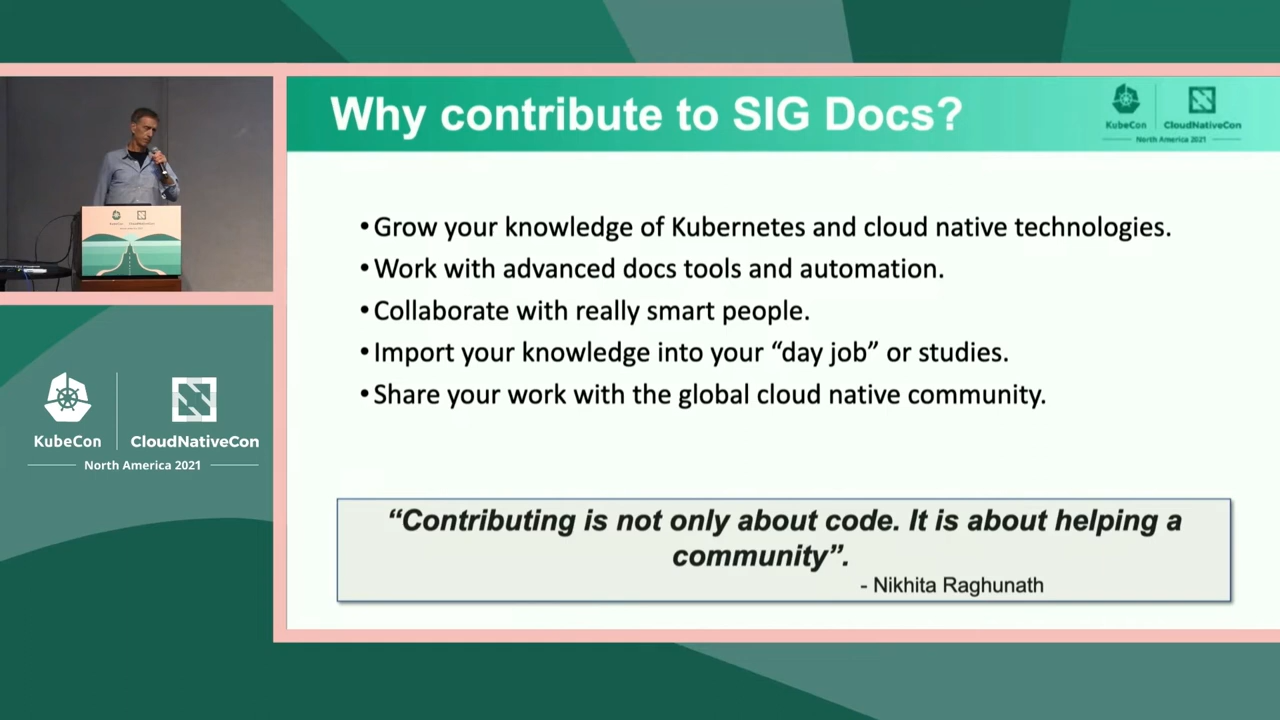 Why contribute to SIG Docs?
KubeCon
CloudNativeCon
North America 2021
•Grow your knowledge of Kubernetes and cloud native technologies.
•Work with advanced docs tools and automation.
•Collaborate with really smart people.
•Import your knowledge into your “day job” or studies.
•Share your work with the global cloud native community.
“Contributing is not only about code. It is about helping a
community”.
- Nikhita Raghunath
KubeCon
CloudNativeCon
North America 2021